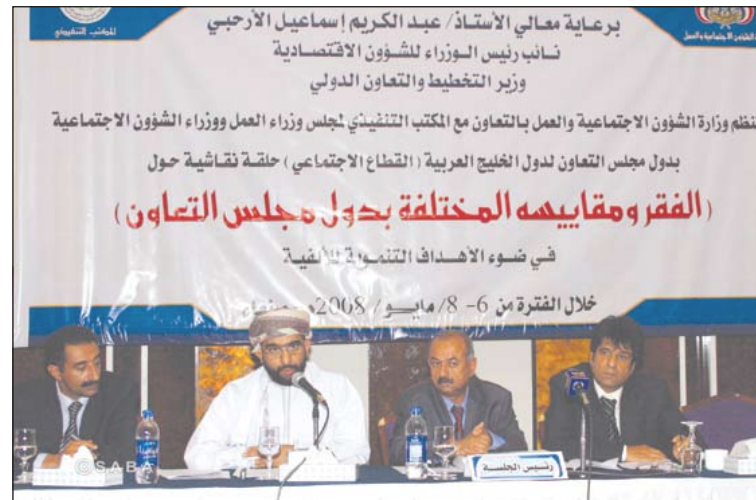 برعاية معالي الأستاذ/ عبد الكريم إسماعيل الأرحبي
نائب رئيس الوزراء للشؤون الاقتصادية
وزير التخطيط والتعاون الدولي
المكتب التنفيذي
تنظم وزارة الشؤون الاجتماعية والعمل بالتعاون مع المكتب التنفيذي لمجلس وزراء العمل ووزراء الشؤون الاجتماعية
بدول مجلس التعاون لدول الخليج العربية (القطاع الاجتماعي) حلقة نقاشية حول
(الفقر ومقاييسه المختلفة بدول مجلس التعاون)
في ضوء الأهداف التنموية للألفية
خلال الفترة من 6- 8/ مايو/ 2008م
رئيس الجلسة
©SABA